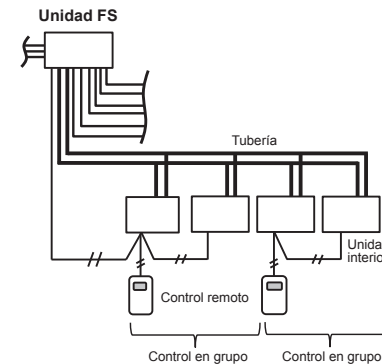 Unidad FS
Tubería
Unida
interio
Control remoto
Control en grupo
Control en grupo